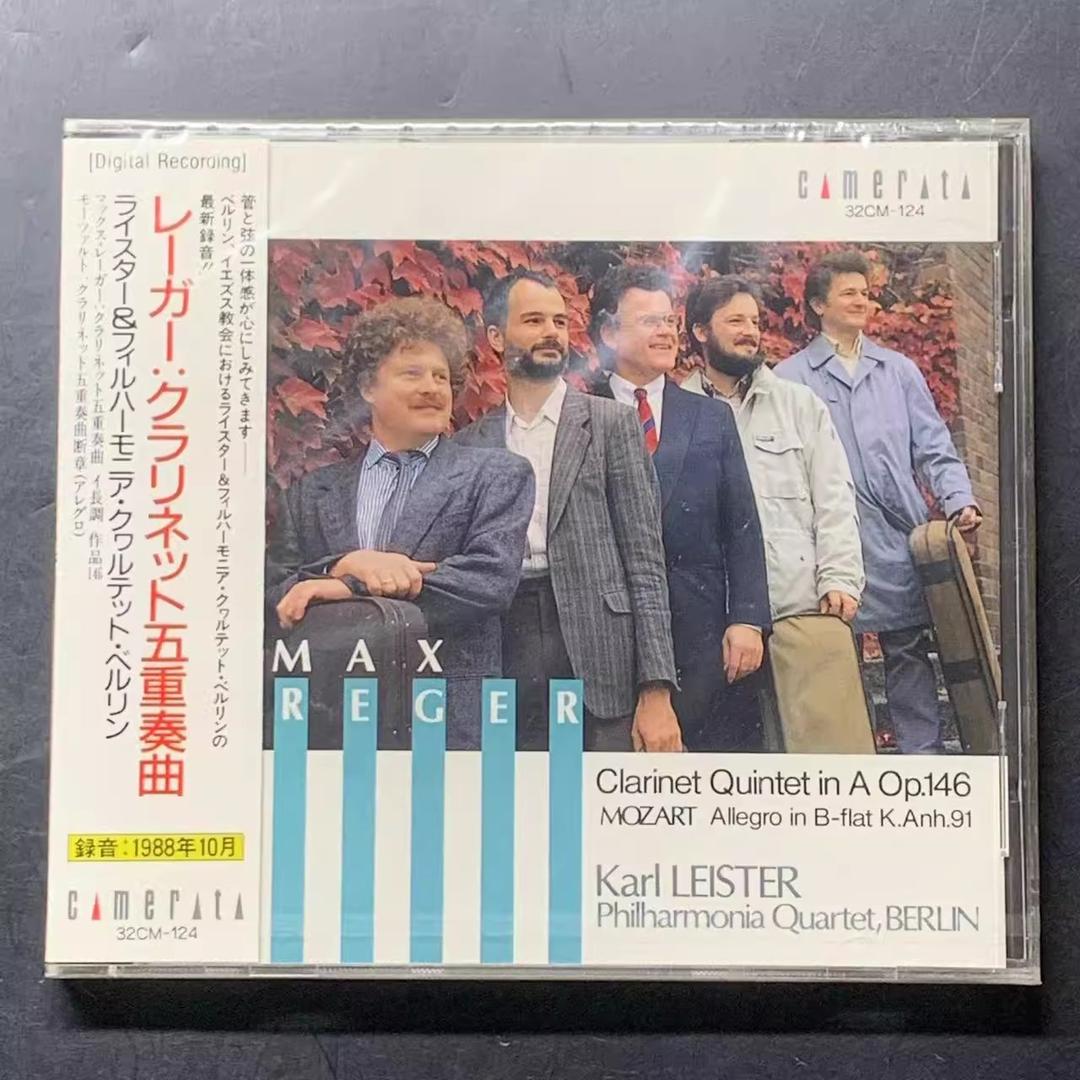 [Digital Recording]
管と弦の一体感が心にしみてきます——
ベルリン、イエズス教会におけるライスター&フィルハーモニア・クヮルテット・ベルリンの
最新録音!!
レーガー:クラリネット五重奏曲
ライスター&フィルハーモニア・クヮルテット・ベルリン
マックス・レーガー:クラリネット五重奏曲 イ長調 作品146
モーツァルト:クラリネット五重奏曲断章(アレグロ)
録音:1988年10月
camerata
32CM-124
camerata
32CM-124
MAX
REGER
Clarinet Quintet in A Op.146
MOZART Allegro in B-flat K.Anh.91
Karl LEISTER
Philharmonia Quartet, BERLIN